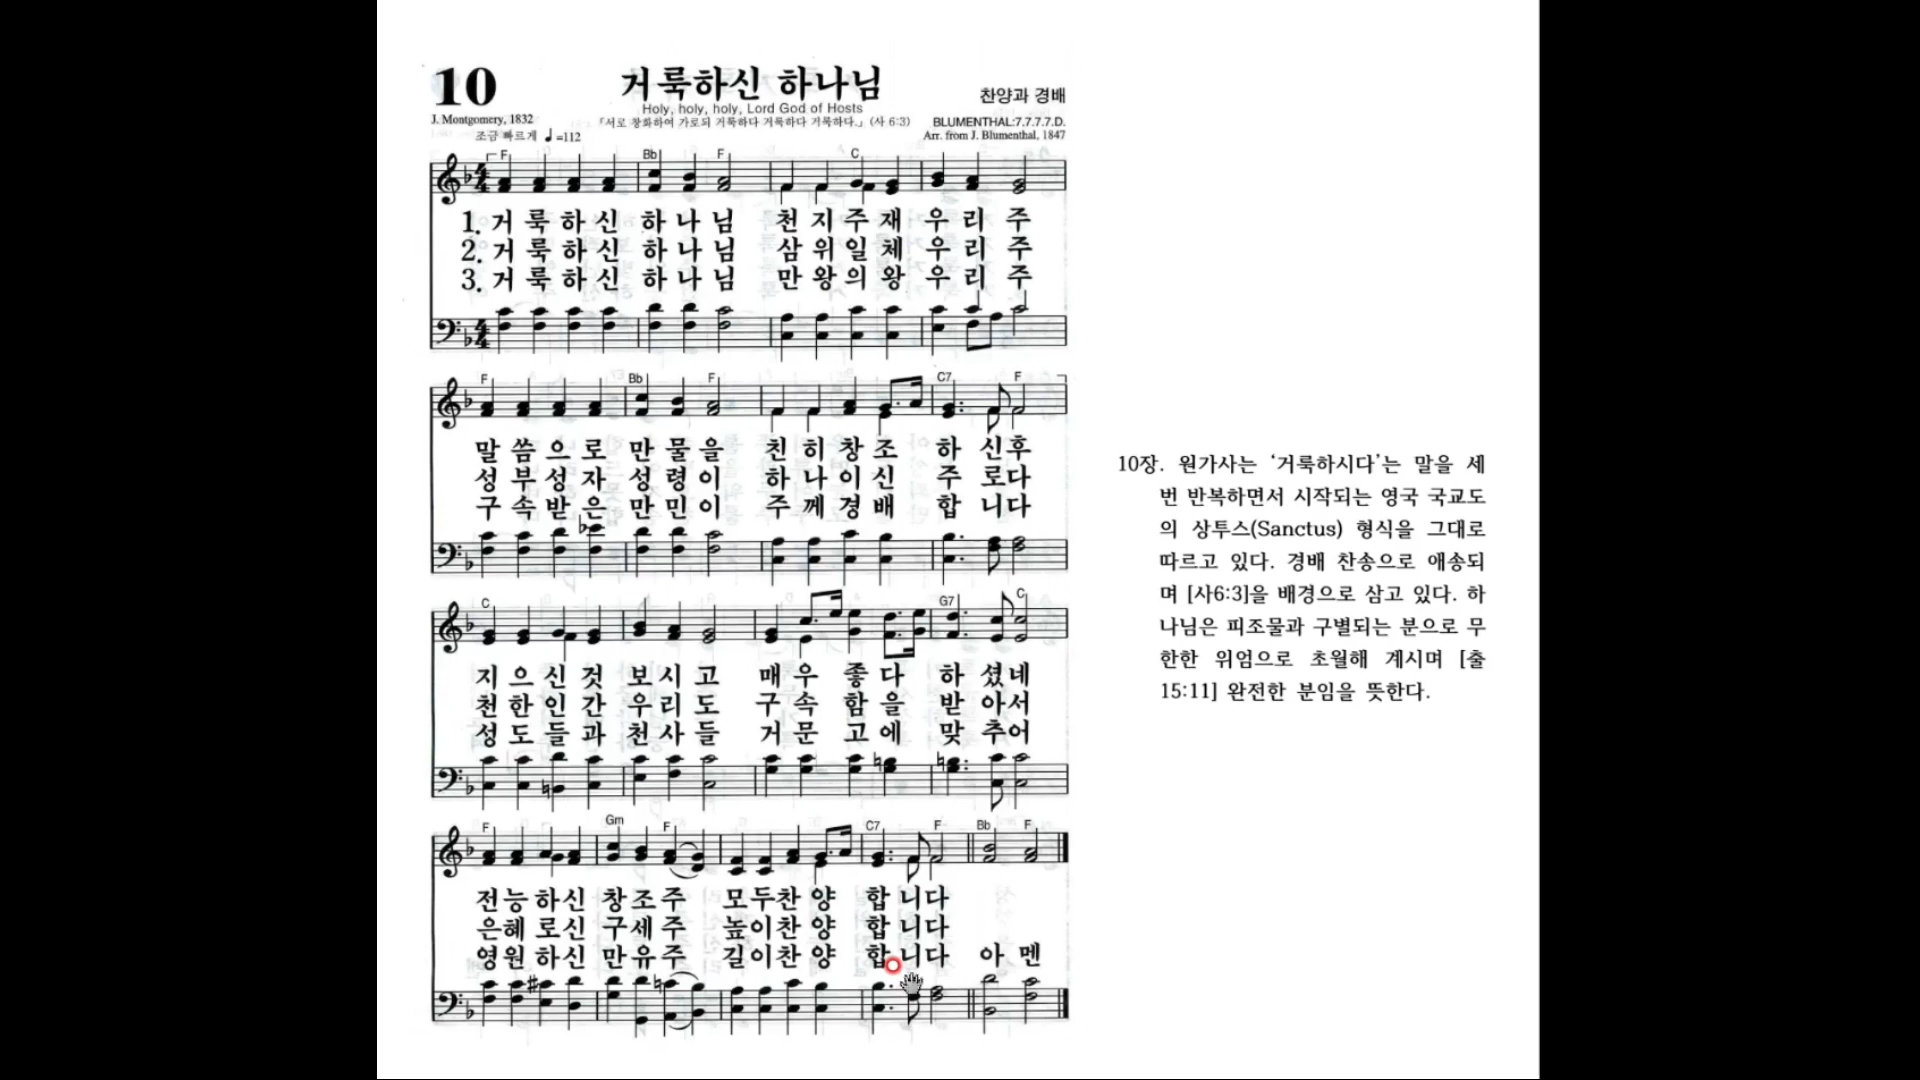 10
거룩하신 하나님
찬양과 경배
Holy, holy, holy, Lord God of Hosts
J. Montgomery, 1832
「서로 창화하여 가로되 거룩하다 거룩하다 거룩하다.」 (사 6:3)
BLUMENTHAL:7.7.7.7.D.
조금 빠르게 ♩=112
Arr. from J. Blumenthal, 1847
F Bb F C
1. 거룩하신 하나님 천지주재 우리주
2. 거룩하신 하나님 삼위일체 우리주
3. 거룩하신 하나님 만왕의왕 우리주
F Bb F C7 F
말씀으로 만물을 친히창조 하신후
성부성자 성령이 하나이신 주로다
구속받은 만민이 주께경배 합니다
C G7 C
지으신것 보시고 매우좋다 하셨네
천한인간 우리도 구속함을 받아서
성도들과 천사들 거문고에 맞추어
F Gm F C7 F Bb F
전능하신 창조주 모두찬양 합니다
은혜로신 구세주 높이찬양 합니다
영원하신 만유주 길이찬양 합니다 아멘
10장. 원가사는 ‘거룩하시다’는 말을 세
번 반복하면서 시작되는 영국 국교도
의 상투스(Sanctus) 형식을 그대로
따르고 있다. 경배 찬송으로 애송되
며 [사6:3]을 배경으로 삼고 있다. 하
나님은 피조물과 구별되는 분으로 무
한한 위엄으로 초월해 계시며 [출
15:11] 완전한 분임을 뜻한다.